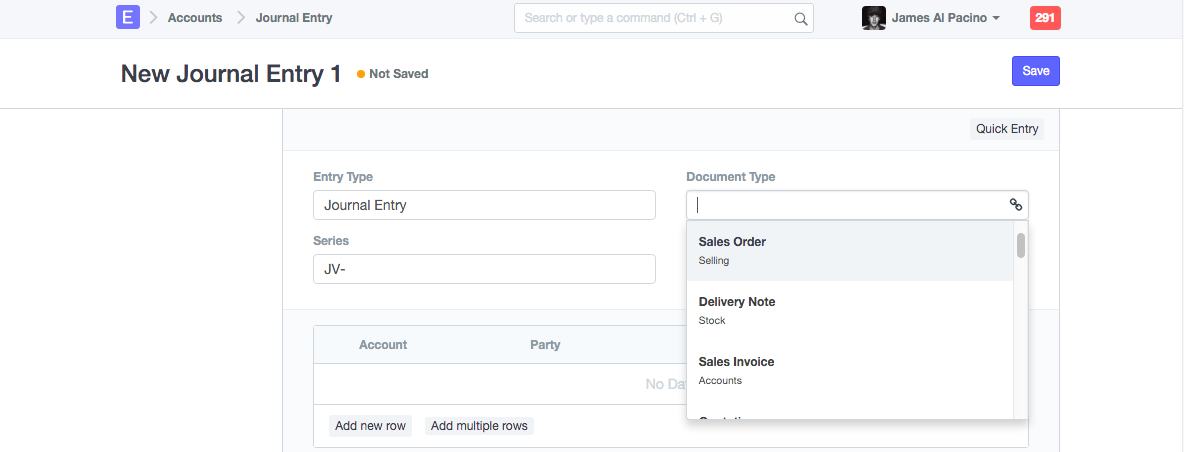 E Accounts Journal Entry Search or type a command (Ctrl + G) James Al Pacino 291
New Journal Entry 1 Not Saved Save
Quick Entry
Entry Type Document Type
Journal Entry
Series
JV-
Sales Order
Selling
Delivery Note
Stock
Sales Invoice
Accounts
Account Party
No Da
Add new row Add multiple rows